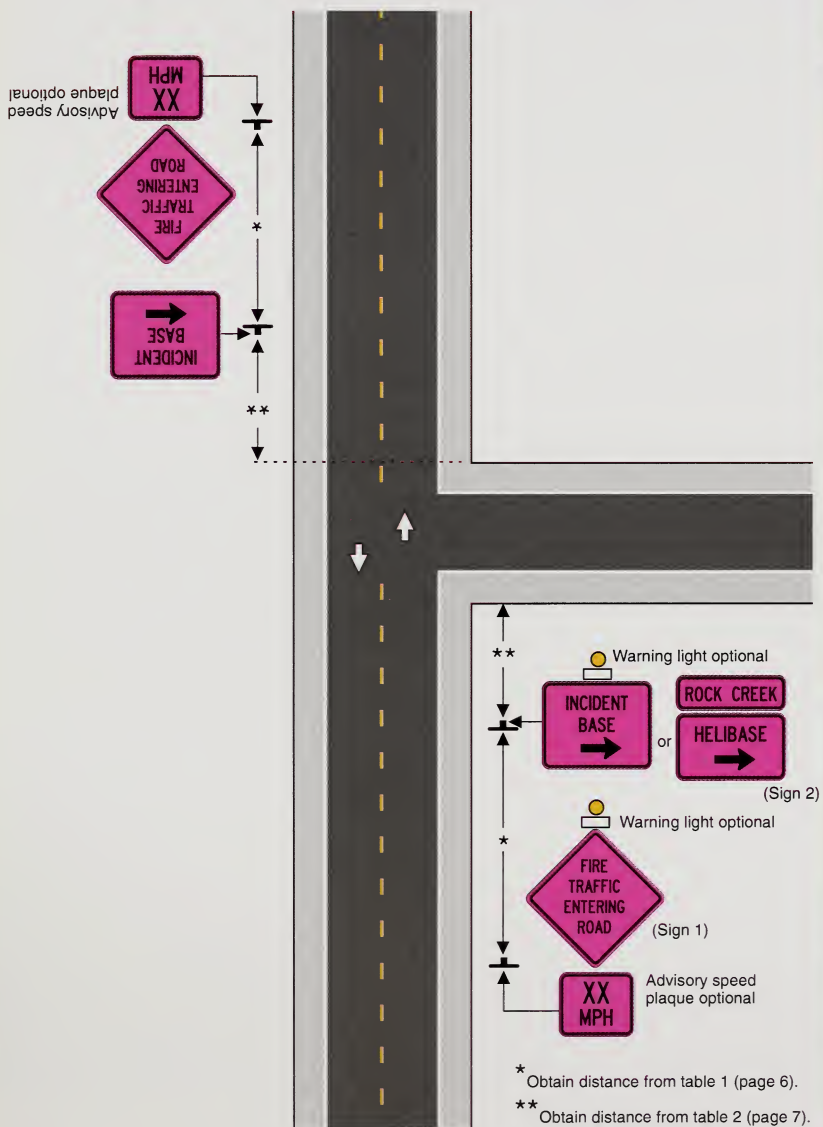 XX
MPH
Advisory speed
plaque optional
FIRE
TRAFFIC
ENTERING
ROAD
INCIDENT
BASE
*
**
**
Warning light optional
INCIDENT
BASE
or
ROCK CREEK
HELIBASE
(Sign 2)
Warning light optional
*
FIRE
TRAFFIC
ENTERING
ROAD
(Sign 1)
XX
MPH
Advisory speed
plaque optional
*Obtain distance from table 1 (page 6).
**Obtain distance from table 2 (page 7).